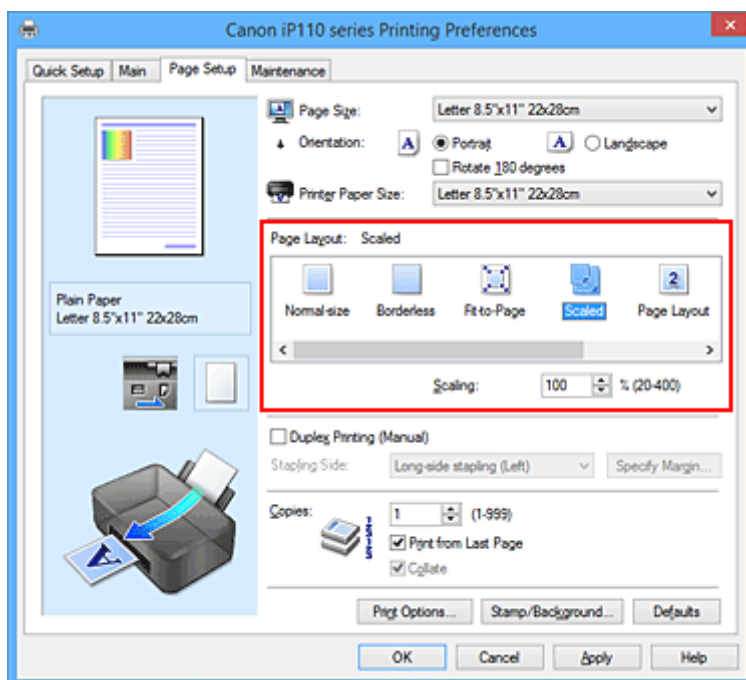 Canon iP110 series Printing Preferences
Quick Setup Main Page Setup Maintenance
Page Size: Letter 8.5"x11" 22x28cm
Orientation: A Portrait A Landscape
Rotate 180 degrees
Printer Paper Size: Letter 8.5"x11" 22x28cm
Page Layout: Scaled
Normal-size Borderless Fit-to-Page Scaled Page Layout
Scaling: 100 % (20-400)
Plain Paper
Letter 8.5"x11" 22x28cm
Duplex Printing (Manual)
Stapling Side: Long-side stapling (Left) Specify Margin...
Copies: 1 (1-999)
Print from Last Page
Collate
Print Options... Stamp/Background... Defaults
OK Cancel Apply Help